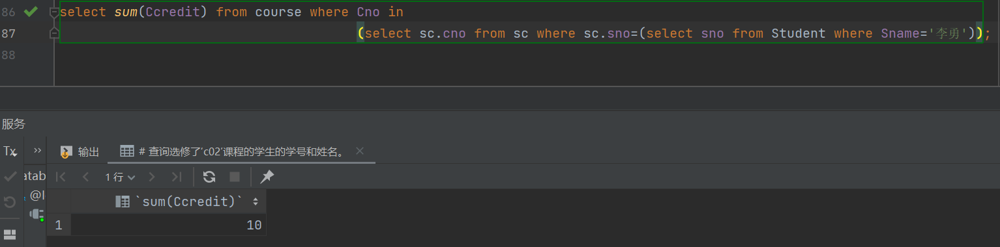 86 select sum(Ccredit) from course where Cno in
87 (select sc.cno from sc where sc.sno=(select sno from Student where Sname='李勇'));
88
服务
Tx
输出 # 查询选修了‘c02’课程的学生的学号和姓名。
1 行
atab
@l
`sum(Ccredit)`
1 10